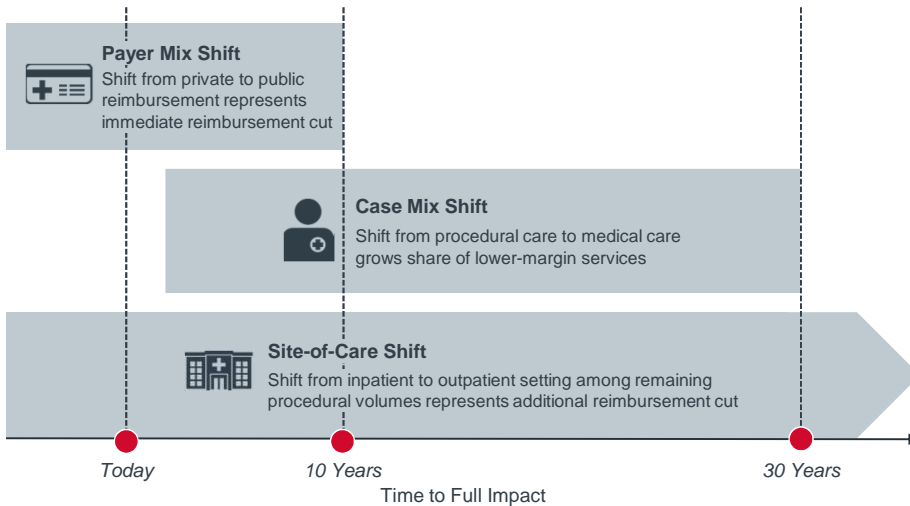 Payer Mix Shift
Shift from private to public
reimbursement represents
immediate reimbursement cut
Case Mix Shift
Shift from procedural care to medical care
grows share of lower-margin services
Site-of-Care Shift
Shift from inpatient to outpatient setting among remaining
procedural volumes represents additional reimbursement cut
Today
10 Years
30 Years
Time to Full Impact